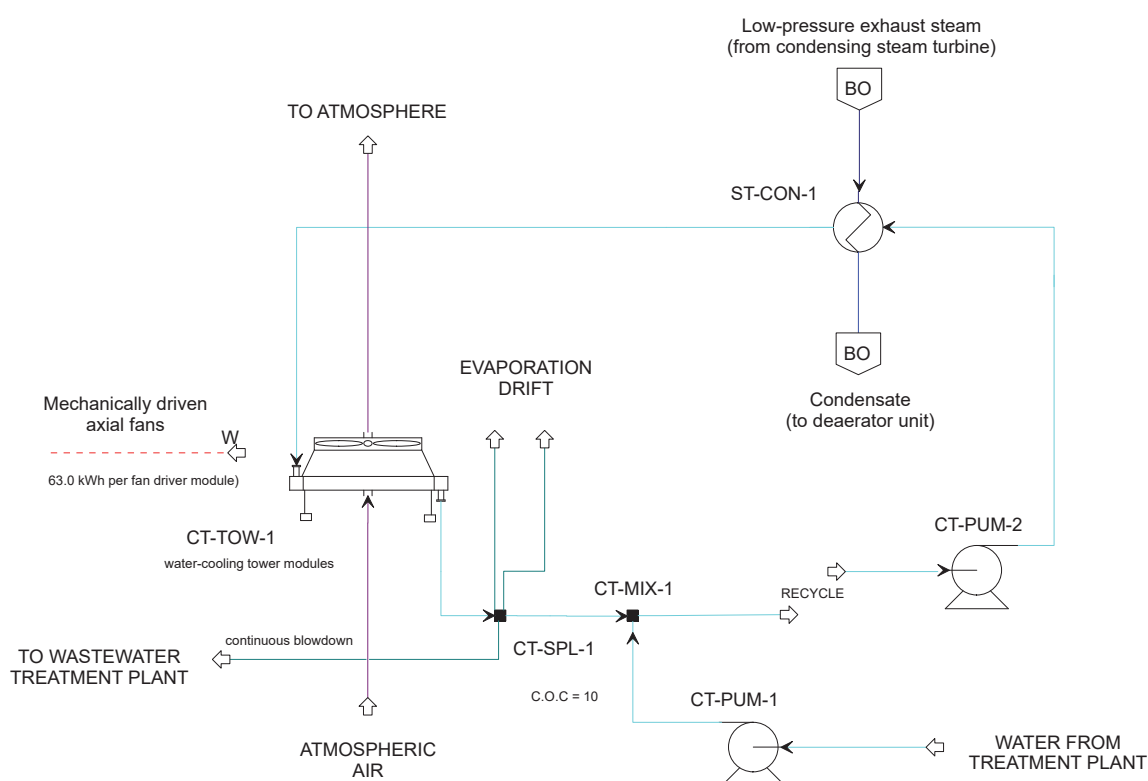 Low-pressure exhaust steam
(from condensing steam turbine)
BO
TO ATMOSPHERE
ST-CON-1
BO
EVAPORATION
DRIFT
Condensate
(to deaerator unit)
Mechanically driven
axial fans
W
63.0 kWh per fan driver module)
CT-TOW-1
water-cooling tower modules
CT-PUM-2
CT-MIX-1
RECYCLE
continuous blowdown
CT-SPL-1
TO WASTEWATER
TREATMENT PLANT
C.O.C = 10
CT-PUM-1
ATMOSPHERIC
AIR
WATER FROM
TREATMENT PLANT